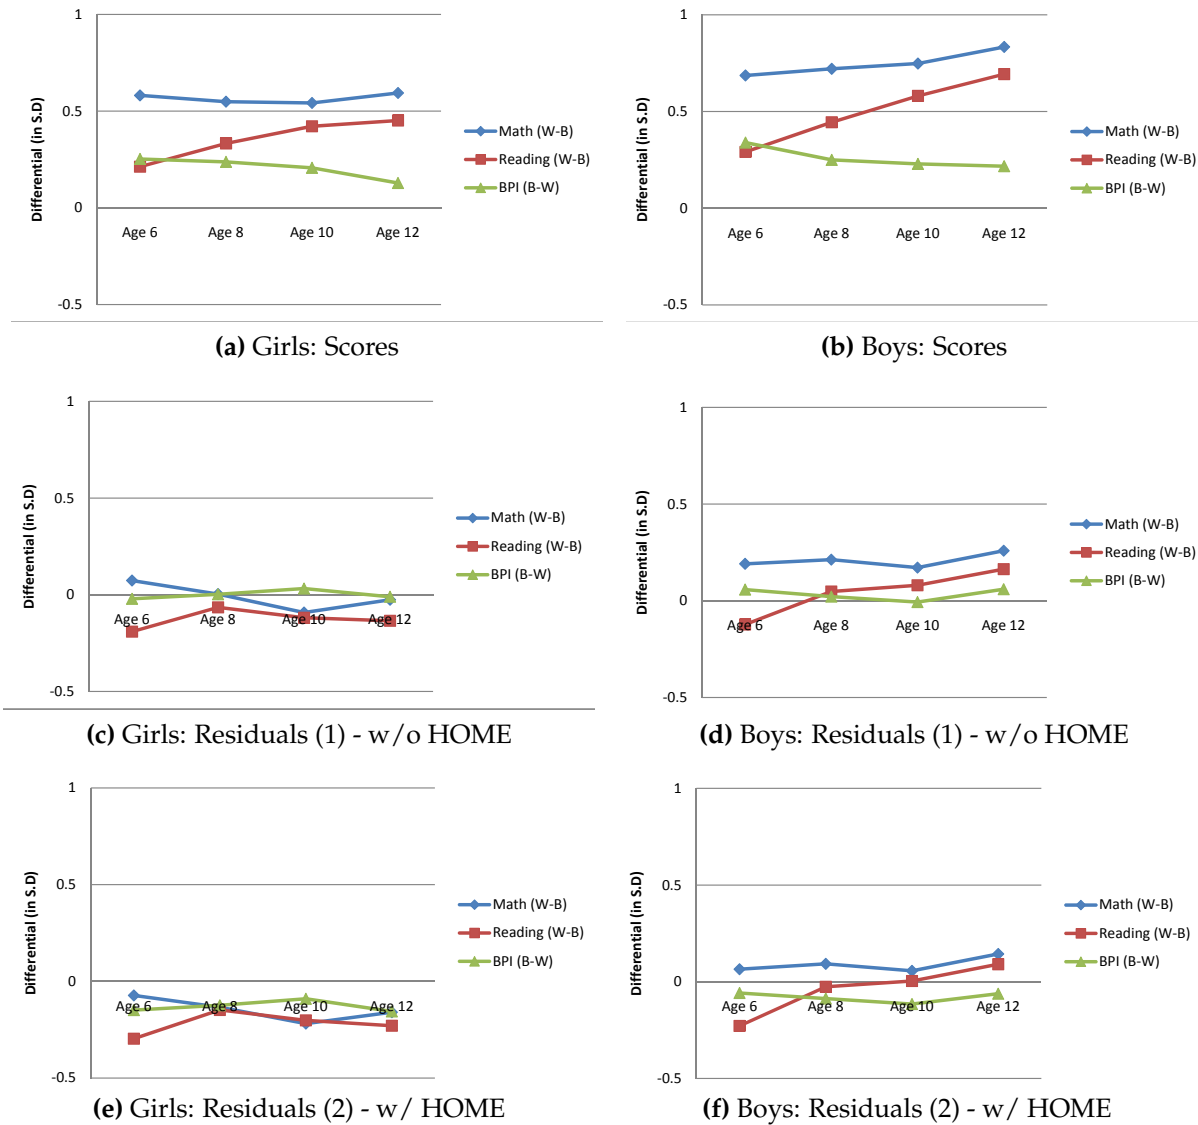 1
0.5
0
-0.5
Differential (in S.D)
Age 6
Age 8
Age 10
Age 12
Math (W-B)
Reading (W-B)
BPI (B-W)
(a) Girls: Scores
1
0.5
0
-0.5
Differential (in S.D)
Age 6
Age 8
Age 10
Age 12
Math (W-B)
Reading (W-B)
BPI (B-W)
(b) Boys: Scores
1
0.5
0
-0.5
Differential (in S.D)
Age 6
Age 8
Age 10
Age 12
Math (W-B)
Reading (W-B)
BPI (B-W)
(c) Girls: Residuals (1) - w/o HOME
1
0.5
0
-0.5
Differential (in S.D)
Age 6
Age 8
Age 10
Age 12
Math (W-B)
Reading (W-B)
BPI (B-W)
(d) Boys: Residuals (1) - w/o HOME
1
0.5
0
-0.5
Differential (in S.D)
Age 6
Age 8
Age 10
Age 12
Math (W-B)
Reading (W-B)
BPI (B-W)
(e) Girls: Residuals (2) - w/ HOME
1
0.5
0
-0.5
Differential (in S.D)
Age 6
Age 8
Age 10
Age 12
Math (W-B)
Reading (W-B)
BPI (B-W)
(f) Boys: Residuals (2) - w/ HOME